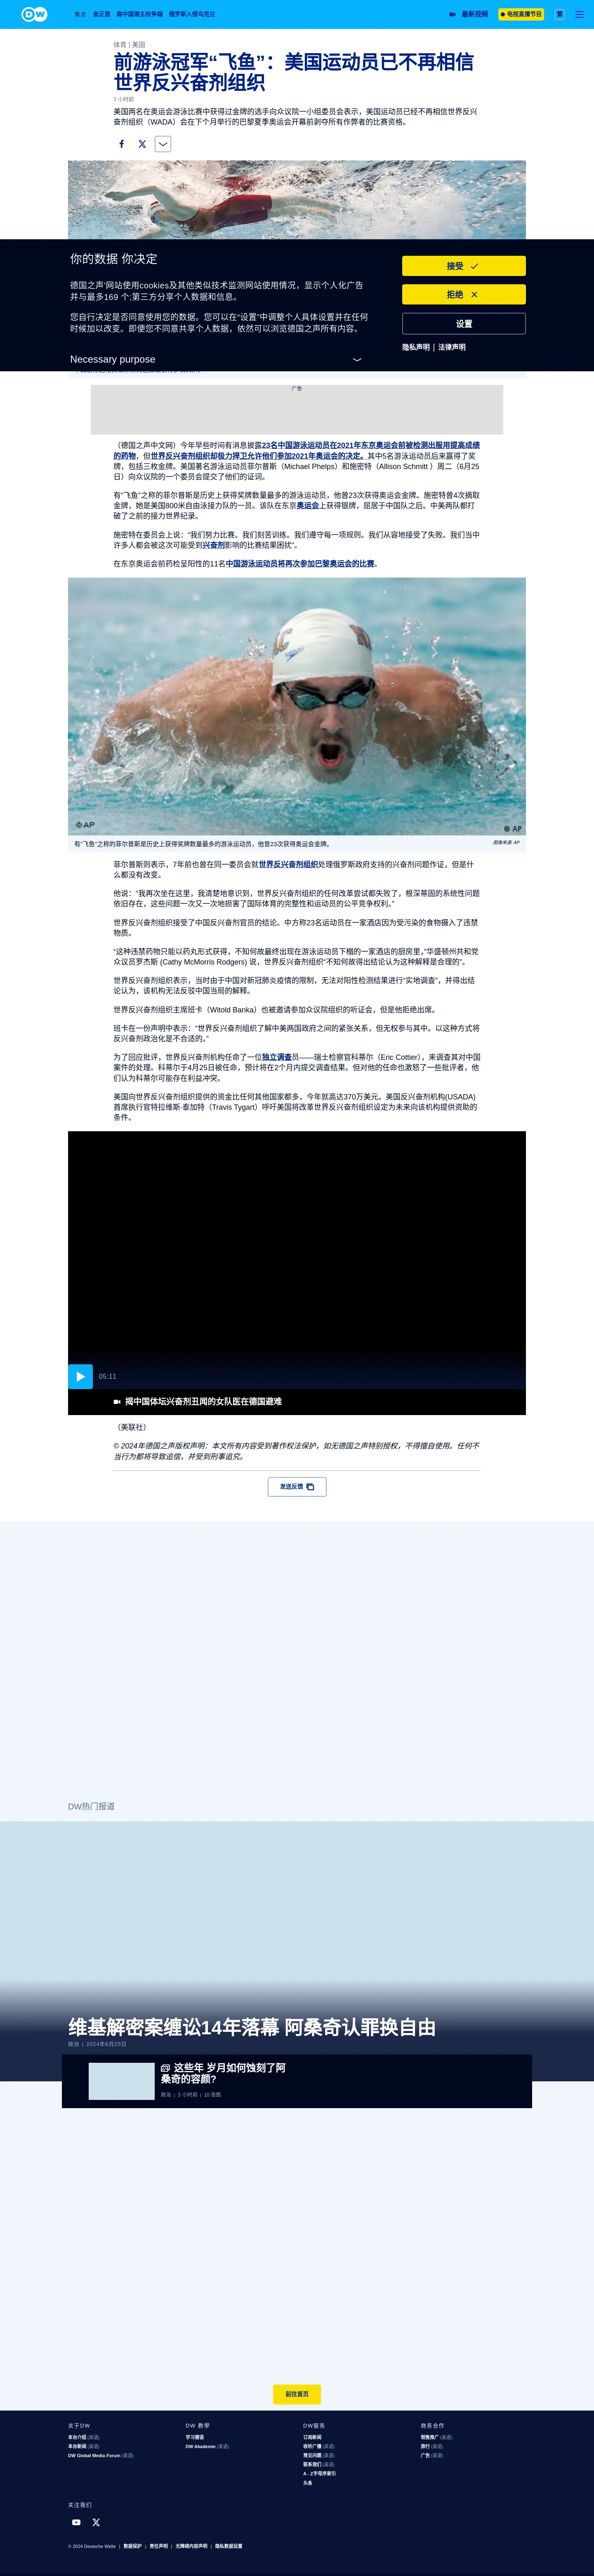 DW
焦点 金正恩 南中国海主权争端 俄罗斯入侵乌克兰
最新视频
电视直播节目
繁
体育 | 美国
前游泳冠军“飞鱼”：美国运动员已不再相信
世界反兴奋剂组织
3 小时前
美国两名在奥运会游泳比赛中获得过金牌的选手向众议院一小组委员会表示，美国运动员已经不再相信世界反兴
奋剂组织（WADA）会在下个月举行的巴黎夏季奥运会开幕前剥夺所有作弊者的比赛资格。
你的数据 你决定
德国之声'网站使用cookies及其他类似技术监测网站使用情况，显示个人化广告
并与最多169 个;第三方分享个人数据和信息。
您自行决定是否同意使用您的数据。您可以在“设置”中调整个人具体设置并在任何
时候加以改变。即便您不同意共享个人数据，依然可以浏览德国之声所有内容。
Necessary purpose
接受
拒绝
设置
隐私声明 | 法律声明
广告
（德国之声中文网）今年早些时间有消息披露23名中国游泳运动员在2021年东京奥运会前被检测出服用提高成绩
的药物，但世界反兴奋剂组织却极力捍卫允许他们参加2021年奥运会的决定。其中5名游泳运动员后来赢得了奖
牌，包括三枚金牌。美国著名游泳运动员菲尔普斯（Michael Phelps）和施密特（Allison Schmitt ）周二（6月25
日）向众议院的一个委员会提交了他们的证词。
有“飞鱼”之称的菲尔普斯是历史上获得奖牌数量最多的游泳运动员，他曾23次获得奥运会金牌。施密特曾4次摘取
金牌，她是美国800米自由泳接力队的一员。该队在东京奥运会上获得银牌，屈居于中国队之后。中美两队都打
破了之前的接力世界纪录。
施密特在委员会上说：“我们努力比赛。我们刻苦训练。我们遵守每一项规则。我们从容地接受了失败。我们当中
许多人都会被这次可能受到兴奋剂影响的比赛结果困扰”。
在东京奥运会前药检呈阳性的11名中国游泳运动员将再次参加巴黎奥运会的比赛。
©AP
© AP
有“飞鱼”之称的菲尔普斯是历史上获得奖牌数量最多的游泳运动员，他曾23次获得奥运会金牌。
图像来源 AP
菲尔普斯则表示，7年前也曾在同一委员会就世界反兴奋剂组织处理俄罗斯政府支持的兴奋剂问题作证，但是什
么都没有改变。
他说：“我再次坐在这里，我清楚地意识到，世界反兴奋剂组织的任何改革尝试都失败了，根深蒂固的系统性问题
依旧存在，这些问题一次又一次地损害了国际体育的完整性和运动员的公平竞争权利。”
世界反兴奋剂组织接受了中国反兴奋剂官员的结论。中方称23名运动员在一家酒店因为受污染的食物摄入了违禁
物质。
“这种违禁药物只能以药丸形式获得，不知何故最终出现在游泳运动员下榻的一家酒店的厨房里，”华盛顿州共和党
众议员罗杰斯 (Cathy McMorris Rodgers) 说，世界反兴奋剂组织“不知何故得出结论认为这种解释是合理的”。
世界反兴奋剂组织表示，当时由于中国对新冠肺炎疫情的限制，无法对阳性检测结果进行“实地调查”，并得出结
论认为，该机构无法反驳中国当局的解释。
世界反兴奋剂组织主席班卡（Witold Banka）也被邀请参加众议院组织的听证会，但是他拒绝出席。
班卡在一份声明中表示：“世界反兴奋剂组织了解中美两国政府之间的紧张关系，但无权参与其中。以这种方式将
反兴奋剂政治化是不合适的。”
为了回应批评，世界反兴奋剂机构任命了一位独立调查员——瑞士检察官科蒂尔（Eric Cottier），来调查其对中国
案件的处理。科蒂尔于4月25日被任命，预计将在2个月内提交调查结果。但对他的任命也激怒了一些批评者，他
们认为科蒂尔可能存在利益冲突。
美国向世界反兴奋剂组织提供的资金比任何其他国家都多，今年就高达370万美元。美国反兴奋剂机构(USADA)
首席执行官特拉维斯·泰加特（Travis Tygart）呼吁美国将改革世界反兴奋剂组织设定为未来向该机构提供资助的
条件。
05:11
揭中国体坛兴奋剂丑闻的女队医在德国避难
（美联社）
© 2024年德国之声版权声明：本文所有内容受到著作权法保护，如无德国之声特别授权，不得擅自使用。任何不
当行为都将导致追偿，并受到刑事追究。
发送反馈
DW热门报道
维基解密案缠讼14年落幕 阿桑奇认罪换自由
政治 | 2024年6月25日
这些年 岁月如何蚀刻了阿
桑奇的容颜?
政治 | 3 小时前 | 10 张图
前往首页
关于DW
本台介绍 (英语)
本台新闻 (英语)
DW Global Media Forum (英语)
DW 教学
学习德语
DW Akademie (英语)
DW服务
订阅新闻
收听广播 (英语)
常见问题 (英语)
联系我们 (英语)
A - Z字母序索引
头条
商务合作
销售推广 (英语)
旅行 (英语)
广告 (英语)
关注我们
© 2024 Deutsche Welle | 数据保护 | 责任声明 | 无障碍内容声明 | 隐私数据设置